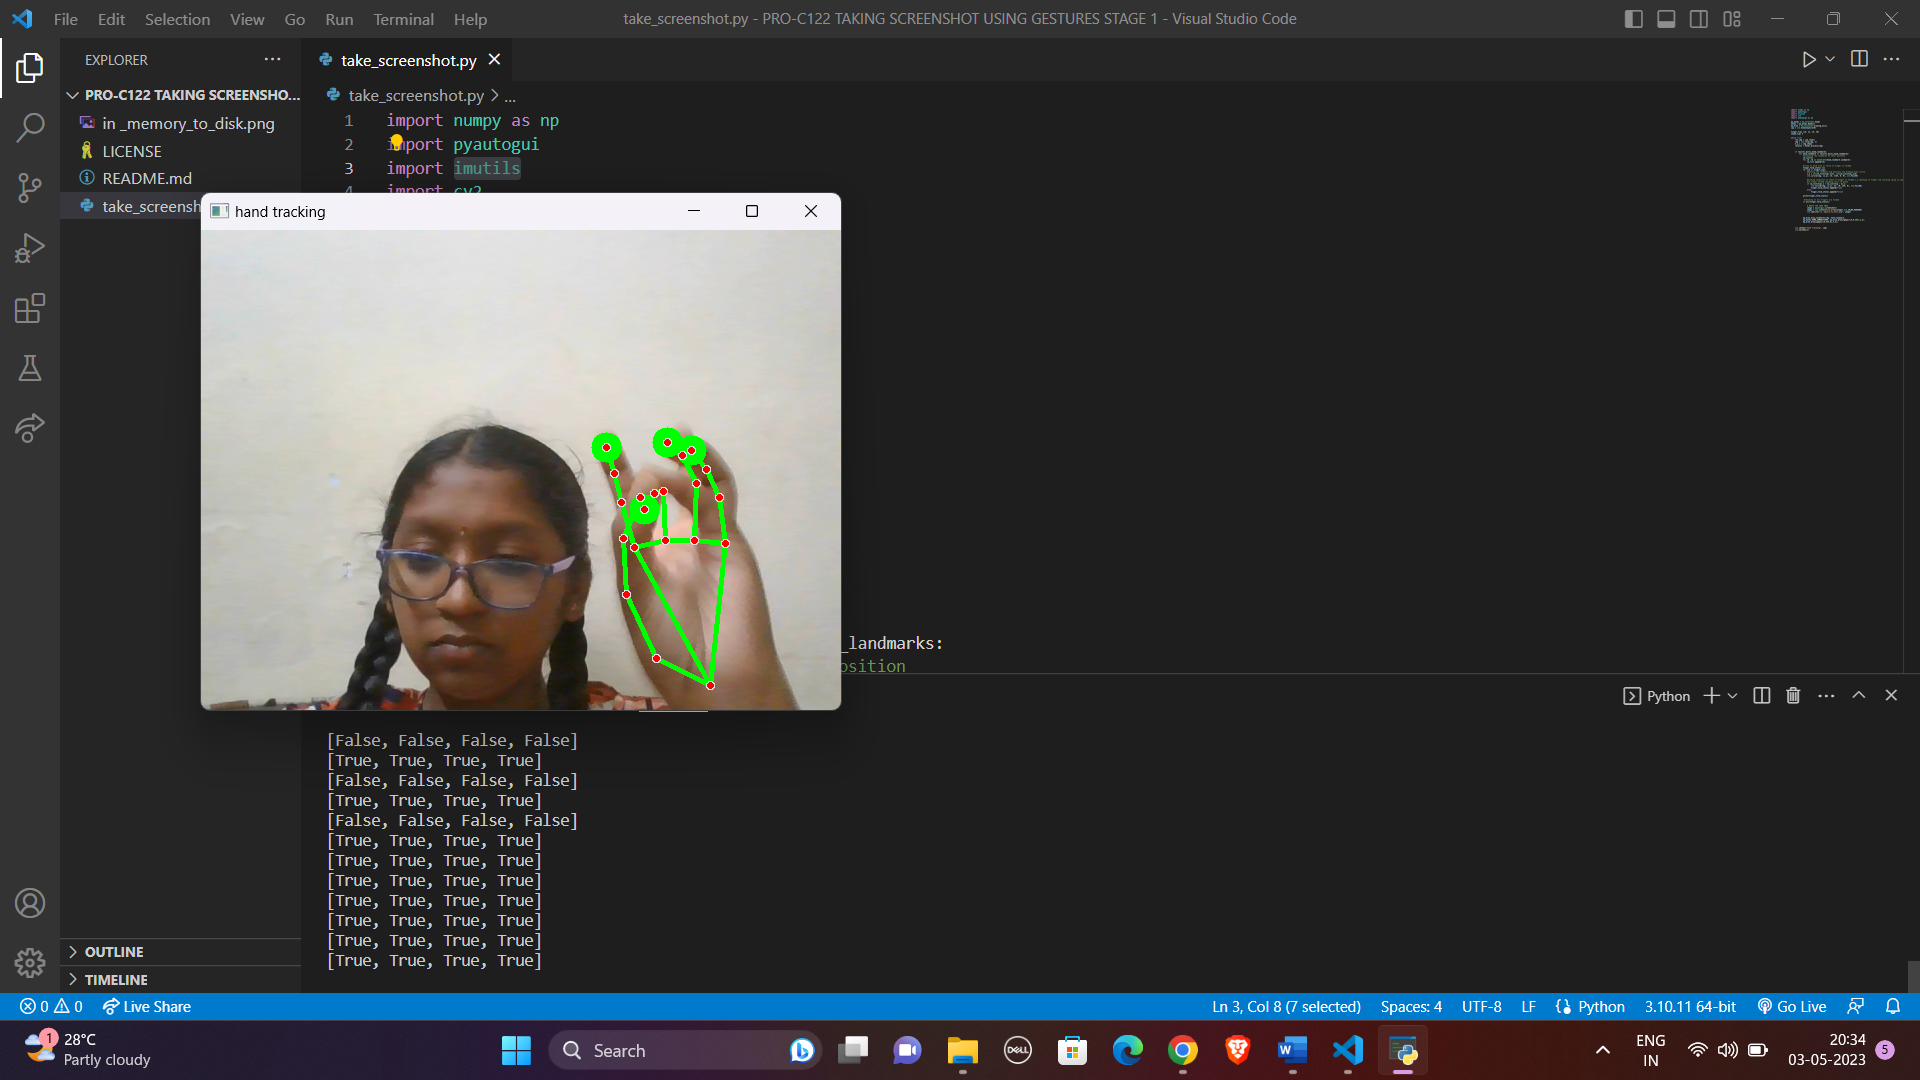 File Edit Selection View Go Run Terminal Help
take_screenshot.py - PRO-C122 TAKING SCREENSHOT USING GESTURES STAGE 1 - Visual Studio Code
EXPLORER
take_screenshot.py
PRO-C122 TAKING SCREENSHO...
take_screenshot.py > ...
in _memory_to_disk.png
LICENSE
README.md
take_screensh
1 import numpy as np
2 import pyautogui
3 import imutils
4 import cv2
hand tracking
_landmarks:
osition
Python
[False, False, False, False]
[True, True, True, True]
[False, False, False, False]
[True, True, True, True]
[False, False, False, False]
[True, True, True, True]
[True, True, True, True]
[True, True, True, True]
[True, True, True, True]
[True, True, True, True]
[True, True, True, True]
[True, True, True, True]
OUTLINE
TIMELINE
0 0 Live Share
Ln 3, Col 8 (7 selected) Spaces: 4 UTF-8 LF Python 3.10.11 64-bit Go Live
1 28°C
Partly cloudy
Search
DELL
ENG
IN
20:34
03-05-2023
5